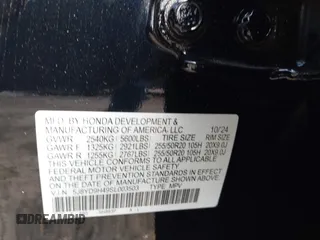 MFD. BY HONDA DEVELOPMENT &
MANUFACTURING OF AMERICA, LLC 10/24
GVWR 2540KG( 5600LBS) TIRE SIZE RIM SIZE
GAWR F 1325KG( 2921LBS) 255/50R20 105H 20X9.0J
GAWR R 1255KG( 2767LBS) 255/50R20 105H 20X9.0J
THIS VEHICLE CONFORMS TO ALL APPLICABLE
FEDERAL MOTOR VEHICLE SAFETY AND
THEFT PREVENTION STANDARDS IN EFFECT ON
THE DATE OF MANUFACTURE SHOWN ABOVE.
V.I.N. 5J8YD9H49SL003503 TYPE: MPV
DREAMBID